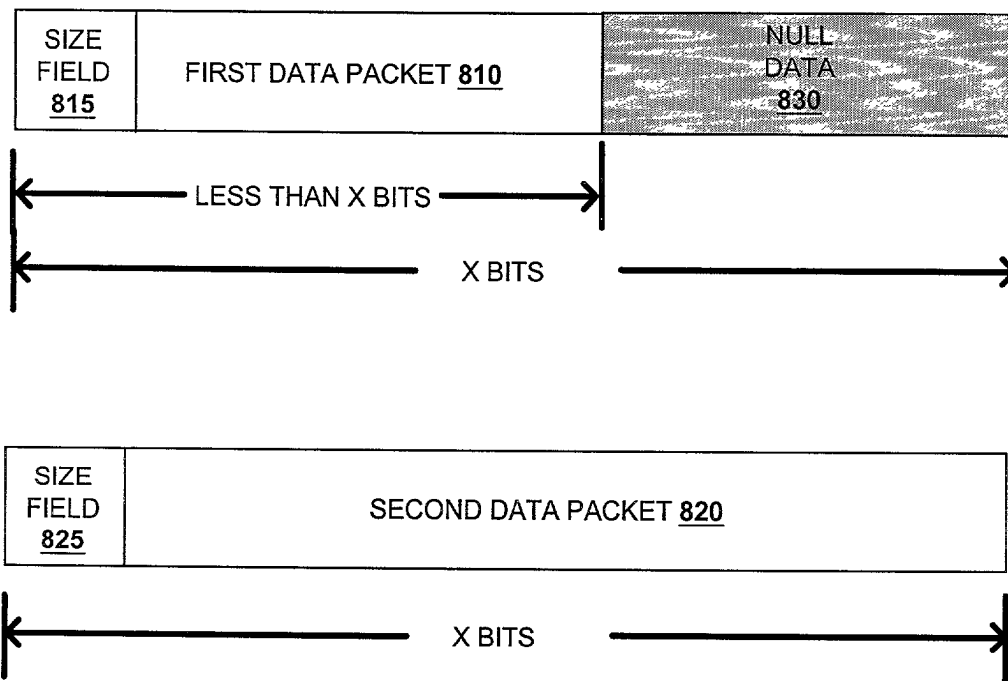 SIZE
FIELD
815
FIRST DATA PACKET 810
NULL
DATA
830
LESS THAN X BITS
X BITS
SIZE
FIELD
825
SECOND DATA PACKET 820
X BITS